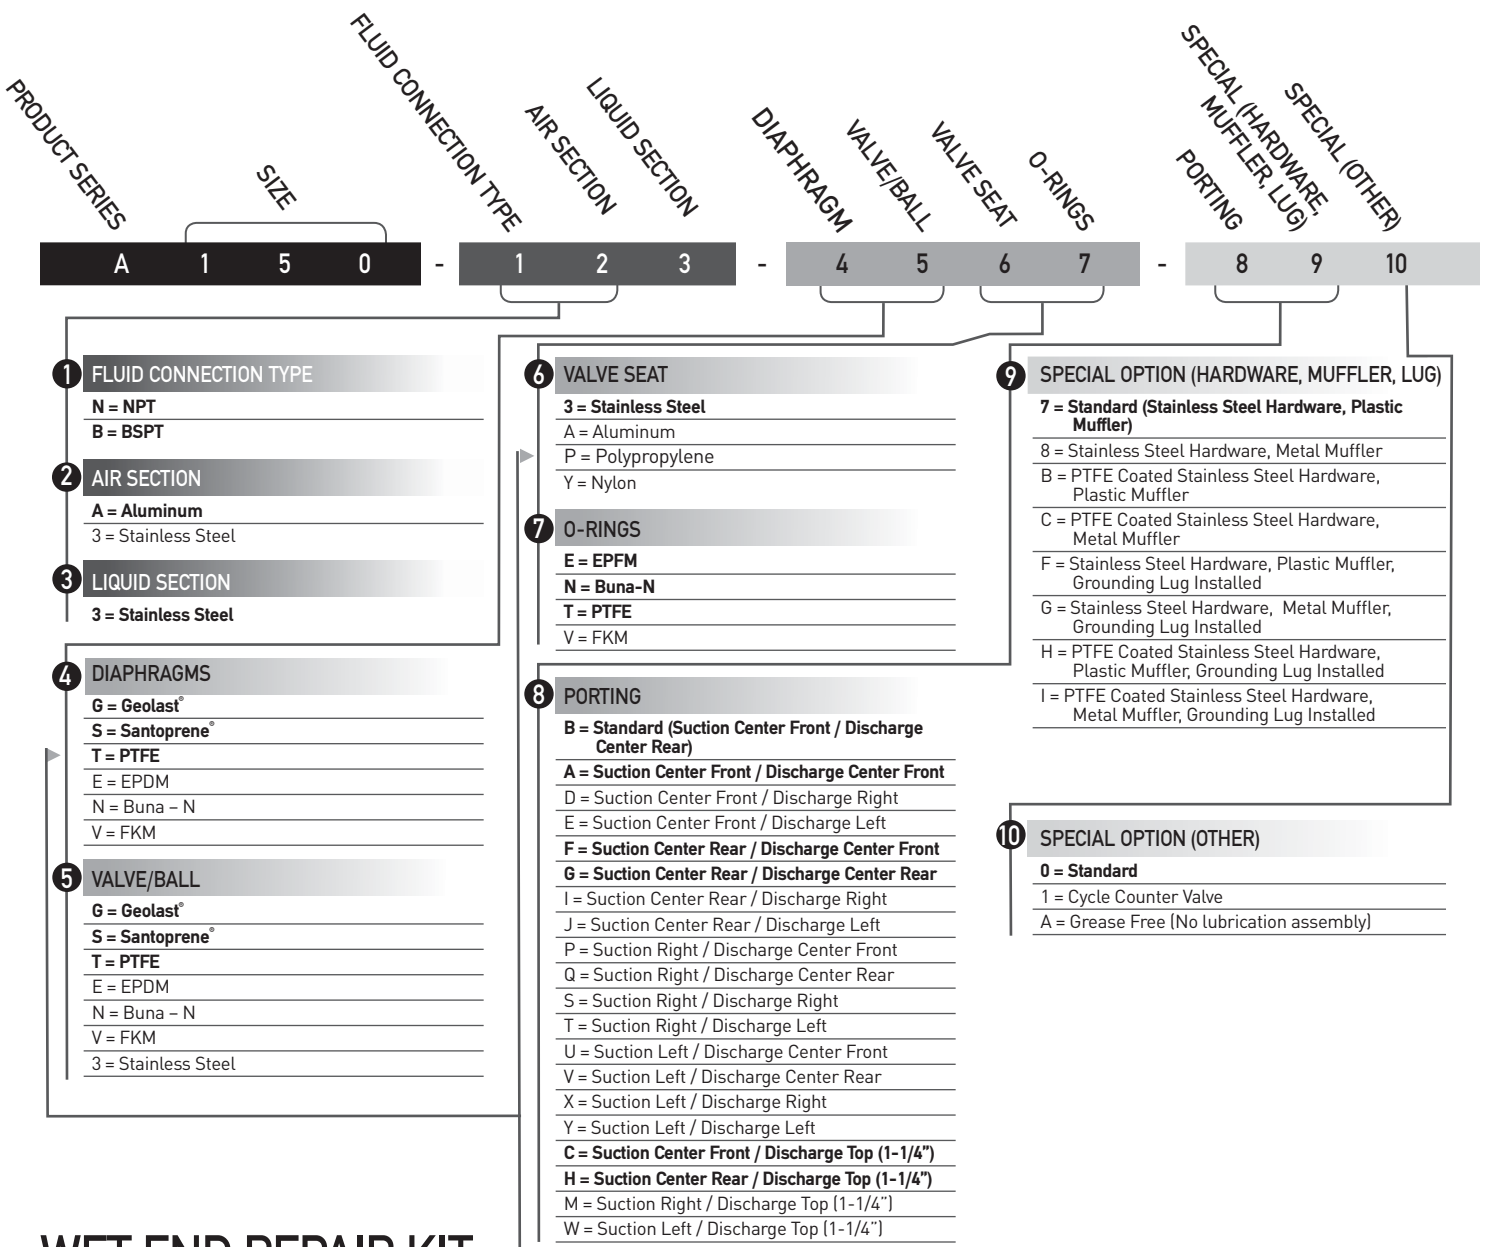 PRODUCT SERIES
SIZE
FLUID CONNECTION TYPE
AIR SECTION
LIQUID SECTION
DIAPHRAGM
VALVE/BALL
VALVE SEAT
O-RINGS
PORTING
SPECIAL (HARDWARE,
MUFFLER, LUG)
SPECIAL (OTHER)
A 1 5 0 - 1 2 3 - 4 5 6 7 - 8 9 10
1 FLUID CONNECTION TYPE
N = NPT
B = BSPT
2 AIR SECTION
A = Aluminum
3 = Stainless Steel
3 LIQUID SECTION
3 = Stainless Steel
4 DIAPHRAGMS
G = Geolast®
S = Santoprene®
T = PTFE
E = EPDM
N = Buna – N
V = FKM
5 VALVE/BALL
G = Geolast®
S = Santoprene®
T = PTFE
E = EPDM
N = Buna – N
V = FKM
3 = Stainless Steel
6 VALVE SEAT
3 = Stainless Steel
A = Aluminum
P = Polypropylene
Y = Nylon
7 O-RINGS
E = EPFM
N = Buna-N
T = PTFE
V = FKM
8 PORTING
B = Standard (Suction Center Front / Discharge
Center Rear)
A = Suction Center Front / Discharge Center Front
D = Suction Center Front / Discharge Right
E = Suction Center Front / Discharge Left
F = Suction Center Rear / Discharge Center Front
G = Suction Center Rear / Discharge Center Rear
I = Suction Center Rear / Discharge Right
J = Suction Center Rear / Discharge Left
P = Suction Right / Discharge Center Front
Q = Suction Right / Discharge Center Rear
S = Suction Right / Discharge Right
T = Suction Right / Discharge Left
U = Suction Left / Discharge Center Front
V = Suction Left / Discharge Center Rear
X = Suction Left / Discharge Right
Y = Suction Left / Discharge Left
C = Suction Center Front / Discharge Top (1-1/4”)
H = Suction Center Rear / Discharge Top (1-1/4”)
M = Suction Right / Discharge Top (1-1/4”)
W = Suction Left / Discharge Top (1-1/4”)
9 SPECIAL OPTION (HARDWARE, MUFFLER, LUG)
7 = Standard (Stainless Steel Hardware, Plastic
Muffler)
8 = Stainless Steel Hardware, Metal Muffler
B = PTFE Coated Stainless Steel Hardware,
Plastic Muffler
C = PTFE Coated Stainless Steel Hardware,
Metal Muffler
F = Stainless Steel Hardware, Plastic Muffler,
Grounding Lug Installed
G = Stainless Steel Hardware, Metal Muffler,
Grounding Lug Installed
H = PTFE Coated Stainless Steel Hardware,
Plastic Muffler, Grounding Lug Installed
I = PTFE Coated Stainless Steel Hardware,
Metal Muffler, Grounding Lug Installed
10 SPECIAL OPTION (OTHER)
0 = Standard
1 = Cycle Counter Valve
A = Grease Free (No lubrication assembly)
WET END REPAIR KIT